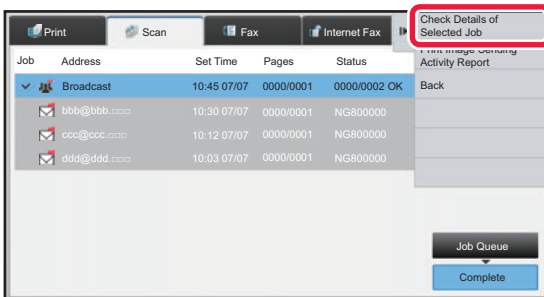 Print Scan Fax Internet Fax
Check Details of
Selected Job
Print Image Sending
Activity Report
Back
Job Address Set Time Pages Status
Broadcast 10:45 07/07 0000/0001 0000/0002 OK
bbb@bbb.□□□ 10:30 07/07 0000/0001 NG800000
ccc@ccc.□□□ 10:12 07/07 0000/0001 NG800000
ddd@ddd.□□□ 10:03 07/07 0000/0001 NG800000
Job Queue
Complete